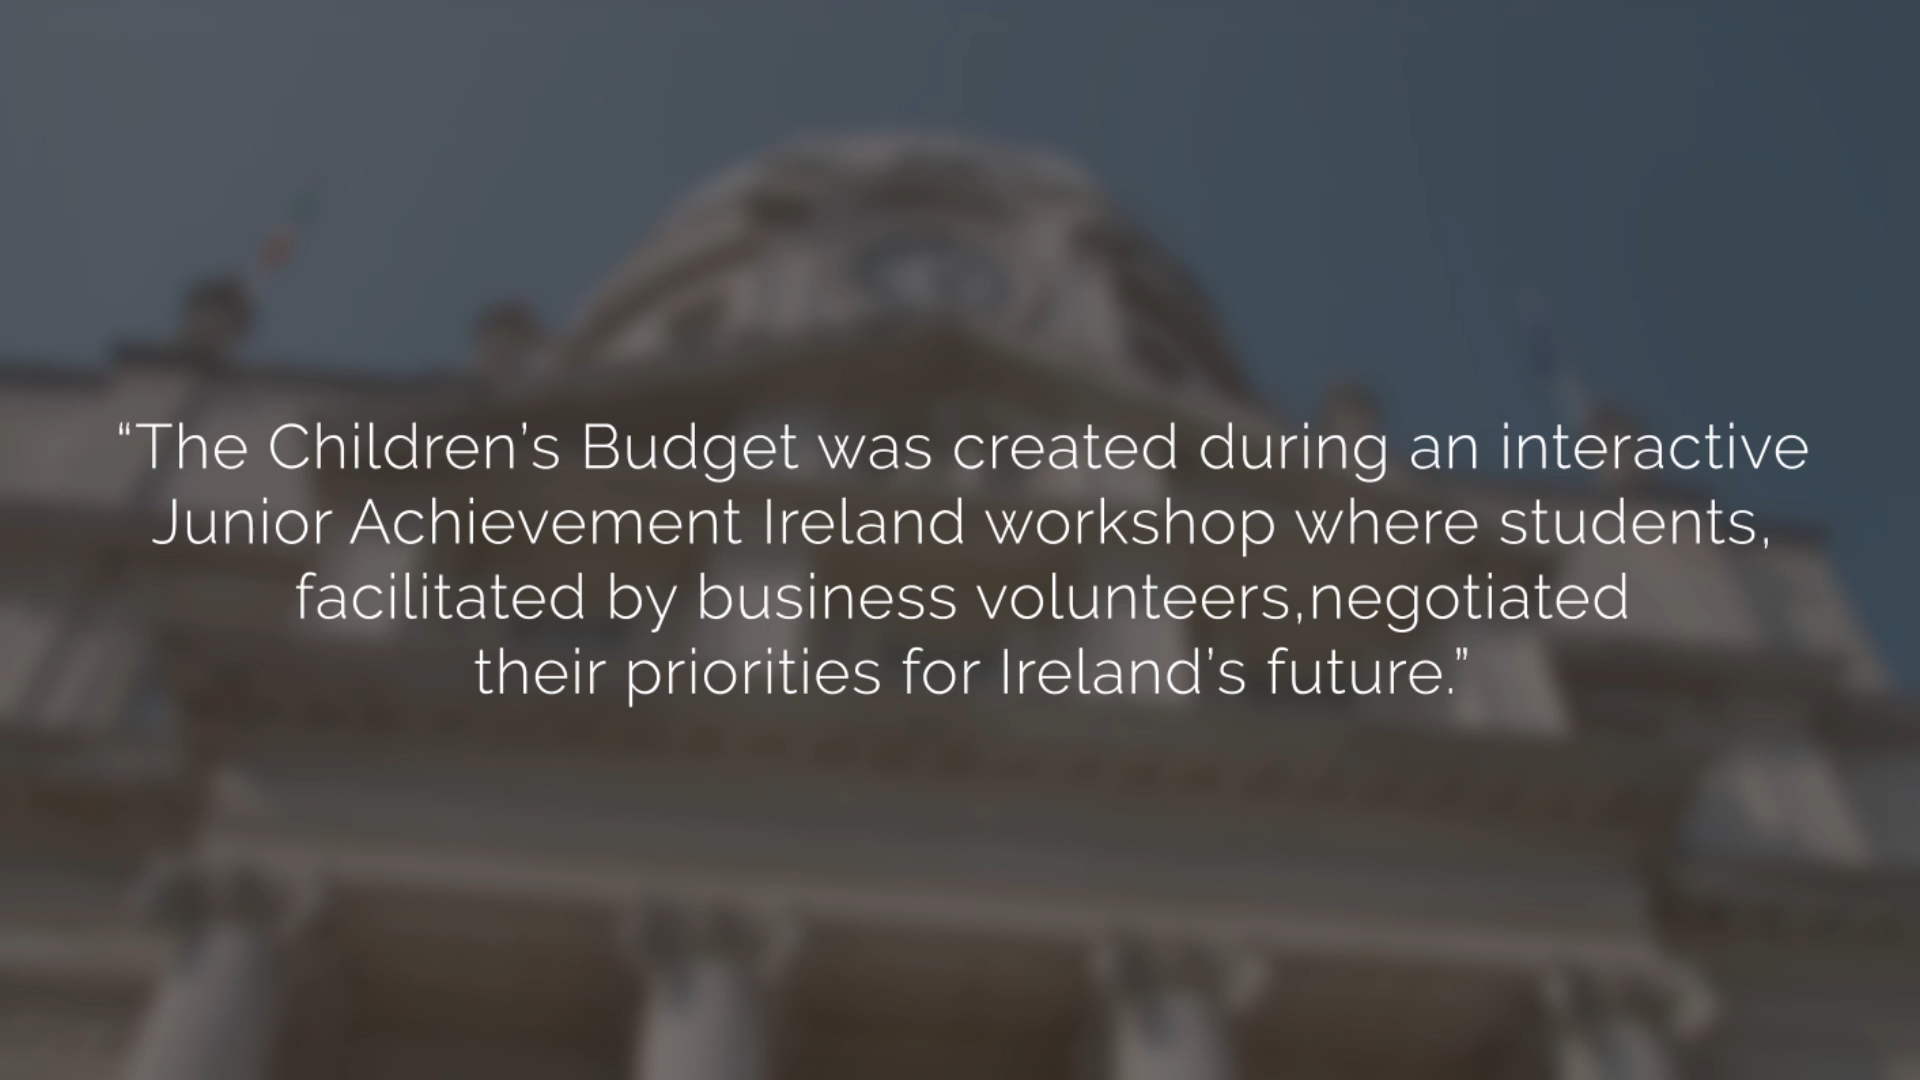 “The Children’s Budget was created during an interactive
Junior Achievement Ireland workshop where students,
facilitated by business volunteers,negotiated
their priorities for Ireland’s future.”